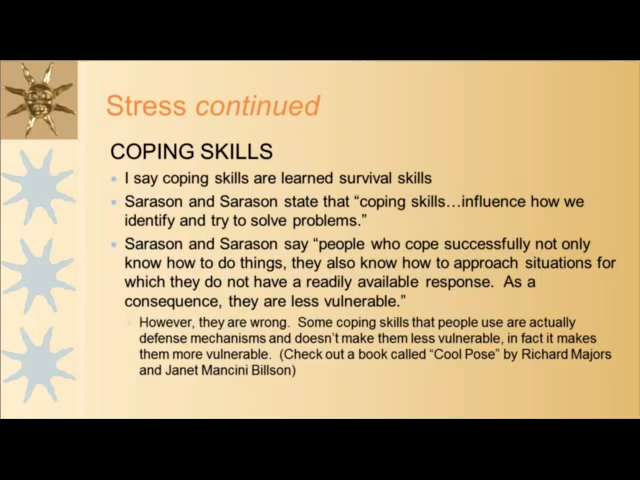 Stress continued
COPING SKILLS
I say coping skills are learned survival skills
Sarason and Sarason state that “coping skills…influence how we
identify and try to solve problems.”
Sarason and Sarason say “people who cope successfully not only
know how to do things, they also know how to approach situations for
which they do not have a readily available response.  As a
consequence, they are less vulnerable.”
However, they are wrong.  Some coping skills that people use are actually
defense mechanisms and doesn’t make them less vulnerable, in fact it makes
them more vulnerable.  (Check out a book called “Cool Pose” by Richard Majors
and Janet Mancini Billson)